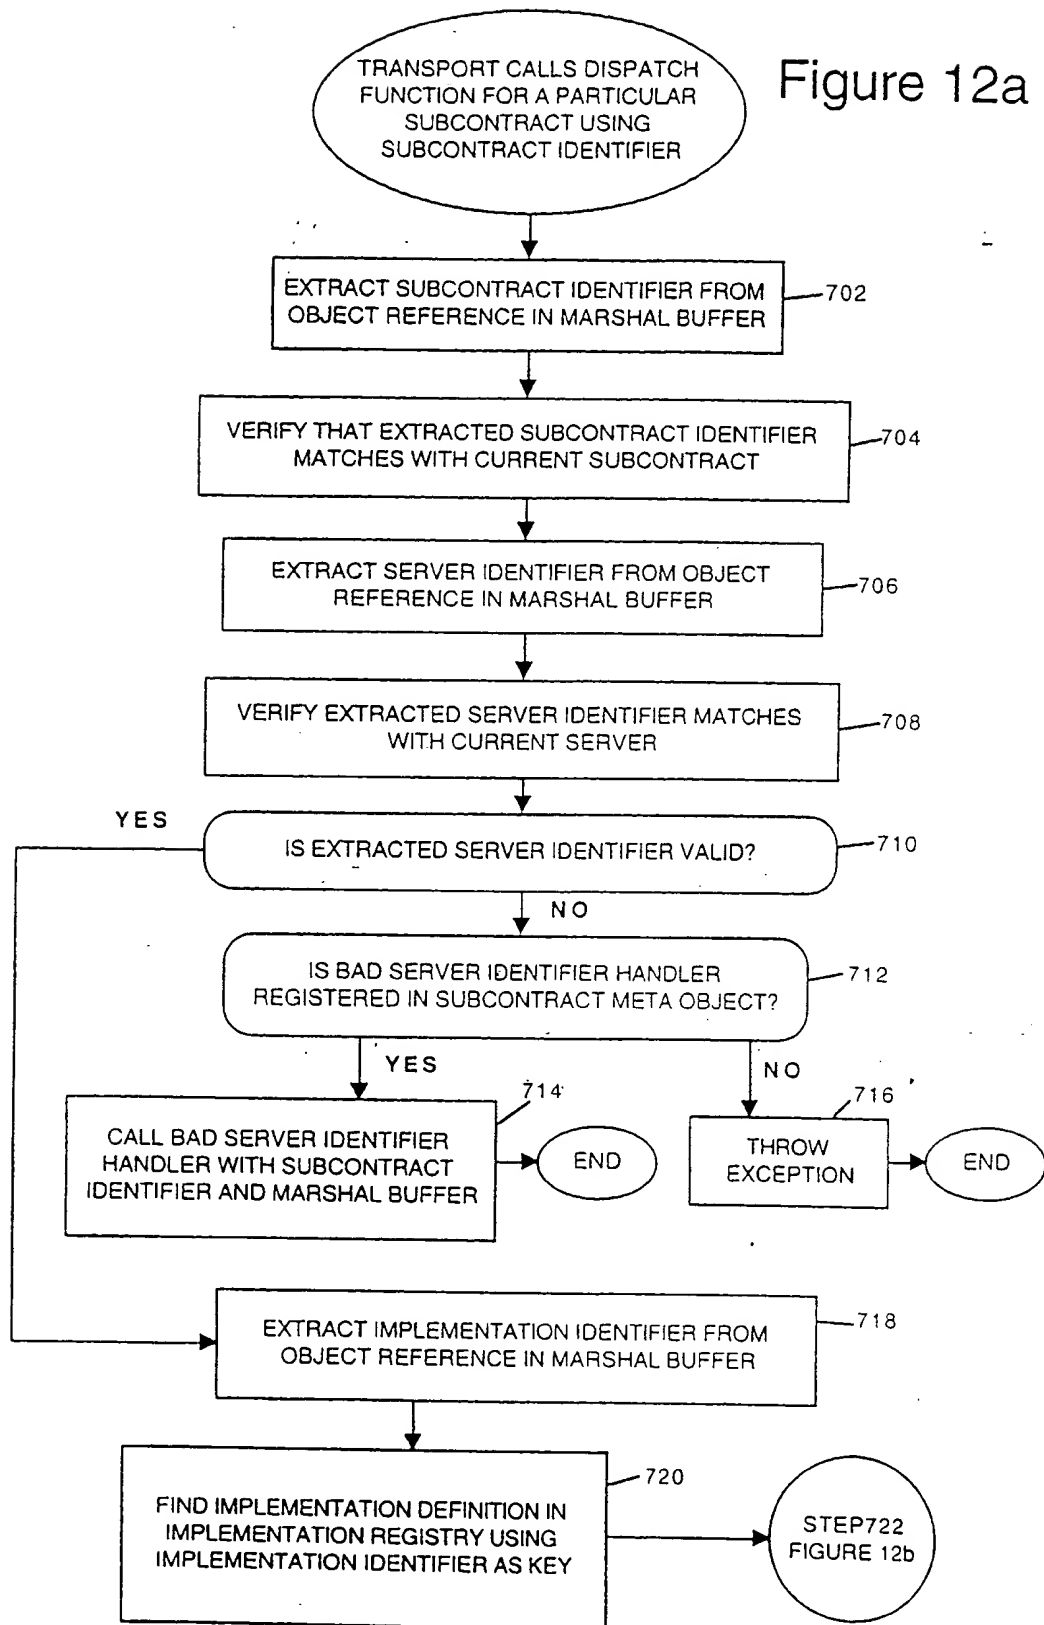 Figure 12a
TRANSPORT CALLS DISPATCH
FUNCTION FOR A PARTICULAR
SUBCONTRACT USING
SUBCONTRACT IDENTIFIER
EXTRACT SUBCONTRACT IDENTIFIER FROM
OBJECT REFERENCE IN MARSHAL BUFFER
702
VERIFY THAT EXTRACTED SUBCONTRACT IDENTIFIER
MATCHES WITH CURRENT SUBCONTRACT
704
EXTRACT SERVER IDENTIFIER FROM OBJECT
REFERENCE IN MARSHAL BUFFER
706
VERIFY EXTRACTED SERVER IDENTIFIER MATCHES
WITH CURRENT SERVER
708
YES
IS EXTRACTED SERVER IDENTIFIER VALID?
710
NO
IS BAD SERVER IDENTIFIER HANDLER
REGISTERED IN SUBCONTRACT META OBJECT?
712
YES
NO
714
716
CALL BAD SERVER IDENTIFIER
HANDLER WITH SUBCONTRACT
IDENTIFIER AND MARSHAL BUFFER
END
THROW
EXCEPTION
END
EXTRACT IMPLEMENTATION IDENTIFIER FROM
OBJECT REFERENCE IN MARSHAL BUFFER
718
720
FIND IMPLEMENTATION DEFINITION IN
IMPLEMENTATION REGISTRY USING
IMPLEMENTATION IDENTIFIER AS KEY
STEP722
FIGURE 12b